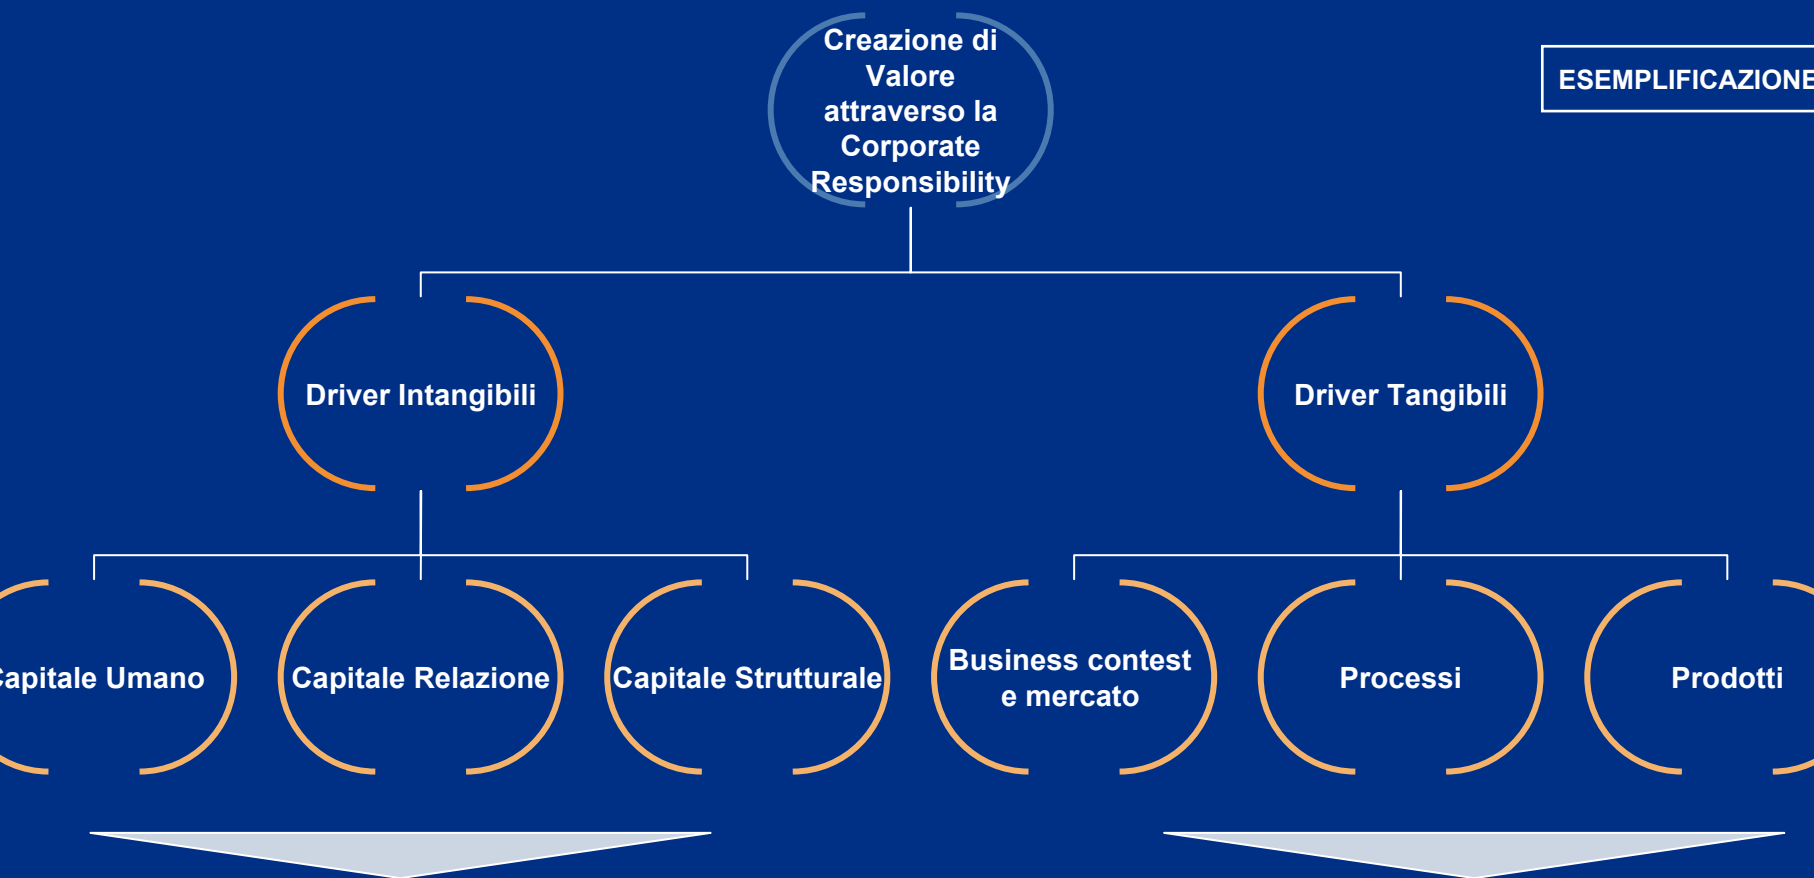 Creazione di
Valore
attraverso la
Corporate
Responsibility
ESEMPLIFICAZIONE
Driver Intangibili
Driver Tangibili
Capitale Umano
Capitale Relazione
Capitale Strutturale
Business contest
e mercato
Processi
Prodotti